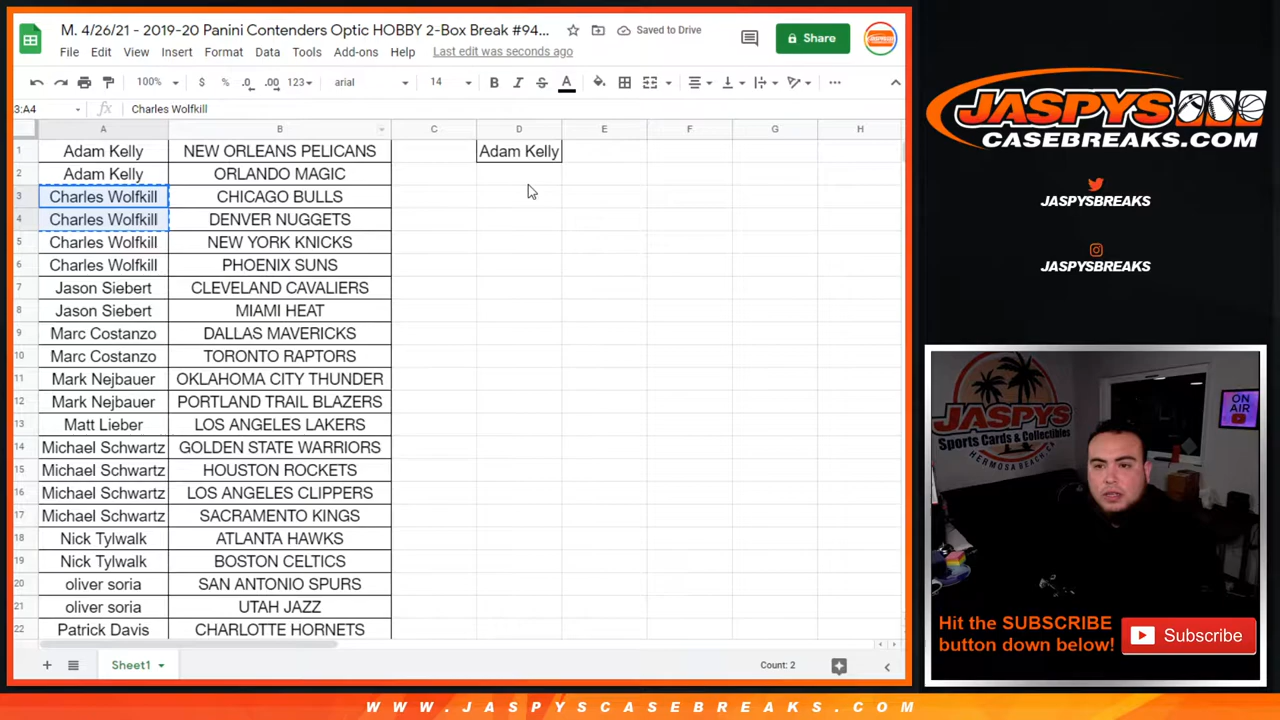 M. 4/26/21 - 2019-20 Panini Contenders Optic HOBBY 2-Box Break #94...
Saved to Drive
Share
File Edit View Insert Format Data Tools Add-ons Help Last edit was seconds ago
100% $ % .0 .00 123 arial 14 B I S A
3:A4 fx Charles Wolfkill
A B C D E F G H
1 Adam Kelly NEW ORLEANS PELICANS Adam Kelly
2 Adam Kelly ORLANDO MAGIC
3 Charles Wolfkill CHICAGO BULLS
4 Charles Wolfkill DENVER NUGGETS
5 Charles Wolfkill NEW YORK KNICKS
6 Charles Wolfkill PHOENIX SUNS
7 Jason Siebert CLEVELAND CAVALIERS
8 Jason Siebert MIAMI HEAT
9 Marc Costanzo DALLAS MAVERICKS
10 Marc Costanzo TORONTO RAPTORS
11 Mark Nejbauer OKLAHOMA CITY THUNDER
12 Mark Nejbauer PORTLAND TRAIL BLAZERS
13 Matt Lieber LOS ANGELES LAKERS
14 Michael Schwartz GOLDEN STATE WARRIORS
15 Michael Schwartz HOUSTON ROCKETS
16 Michael Schwartz LOS ANGELES CLIPPERS
17 Michael Schwartz SACRAMENTO KINGS
18 Nick Tylwalk ATLANTA HAWKS
19 Nick Tylwalk BOSTON CELTICS
20 oliver soria SAN ANTONIO SPURS
21 oliver soria UTAH JAZZ
22 Patrick Davis CHARLOTTE HORNETS
Sheet1 Count: 2
JASPYS
CASEBREAKS.COM
JASPYSBREAKS
JASPYSBREAKS
JASPYS
Sports Cards & Collectibles
HERMOSA BEACH, CA
ON
AIR
Hit the SUBSCRIBE
button down below!
Subscribe
WWW.JASPYSCASEBREAKS.COM